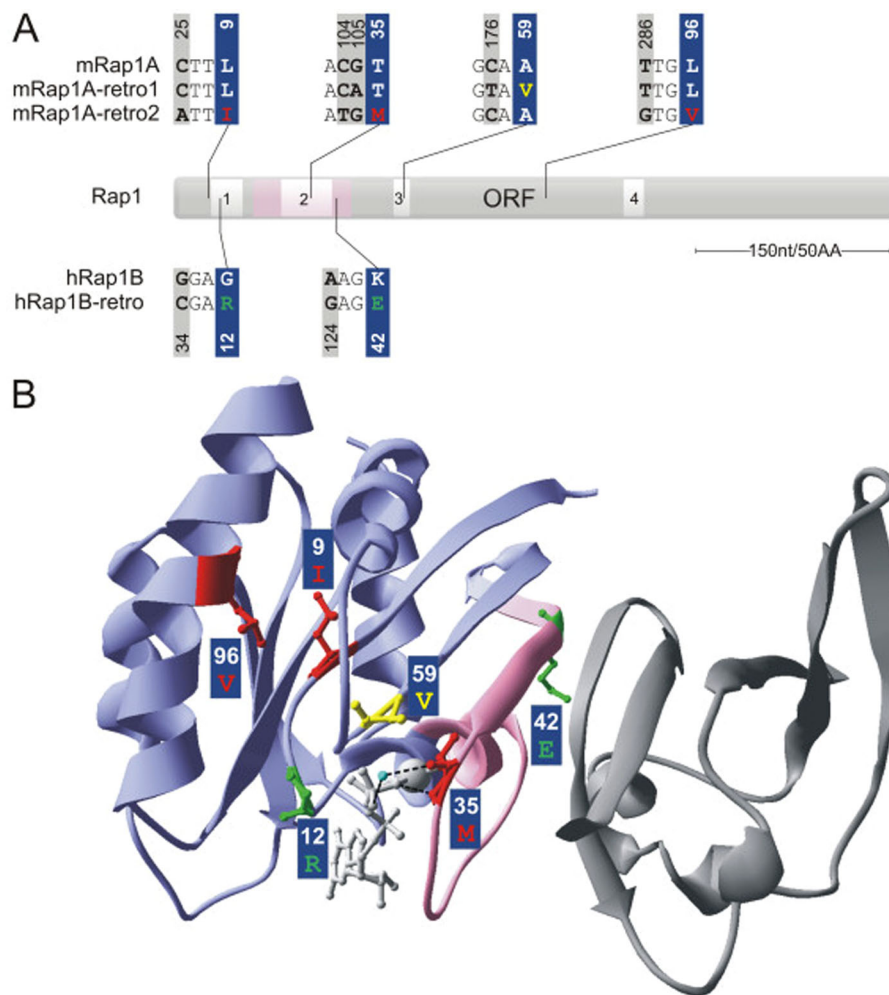 A
25 9 104 105 35 176 59 286 96
mRap1A CTT L ACG T GCA A TTG L
mRap1A-retro1 CTT L ACA T GTA V TTG L
mRap1A-retro2 ATT I ATG M GCA A GTG V
Rap1 1 2 3 ORF 4
150nt/50AA
hRap1B GGA G AAG K
hRap1B-retro CGA R GAG E
34 12 124 42
B
9
I
96
V
59
V
42
E
12
R
35
M